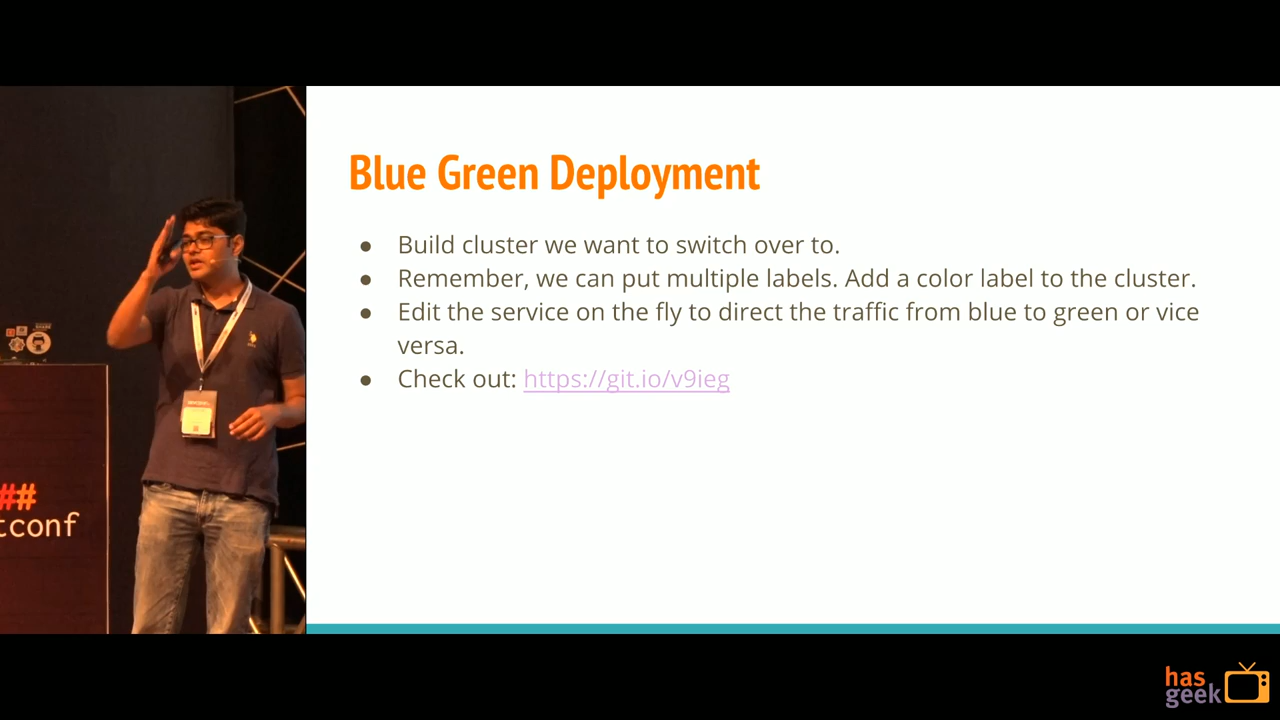 Blue Green Deployment
● Build cluster we want to switch over to.
● Remember, we can put multiple labels. Add a color label to the cluster.
● Edit the service on the fly to direct the traffic from blue to green or vice
versa.
● Check out: https://git.io/v9ieg
##
tconf
has
geek